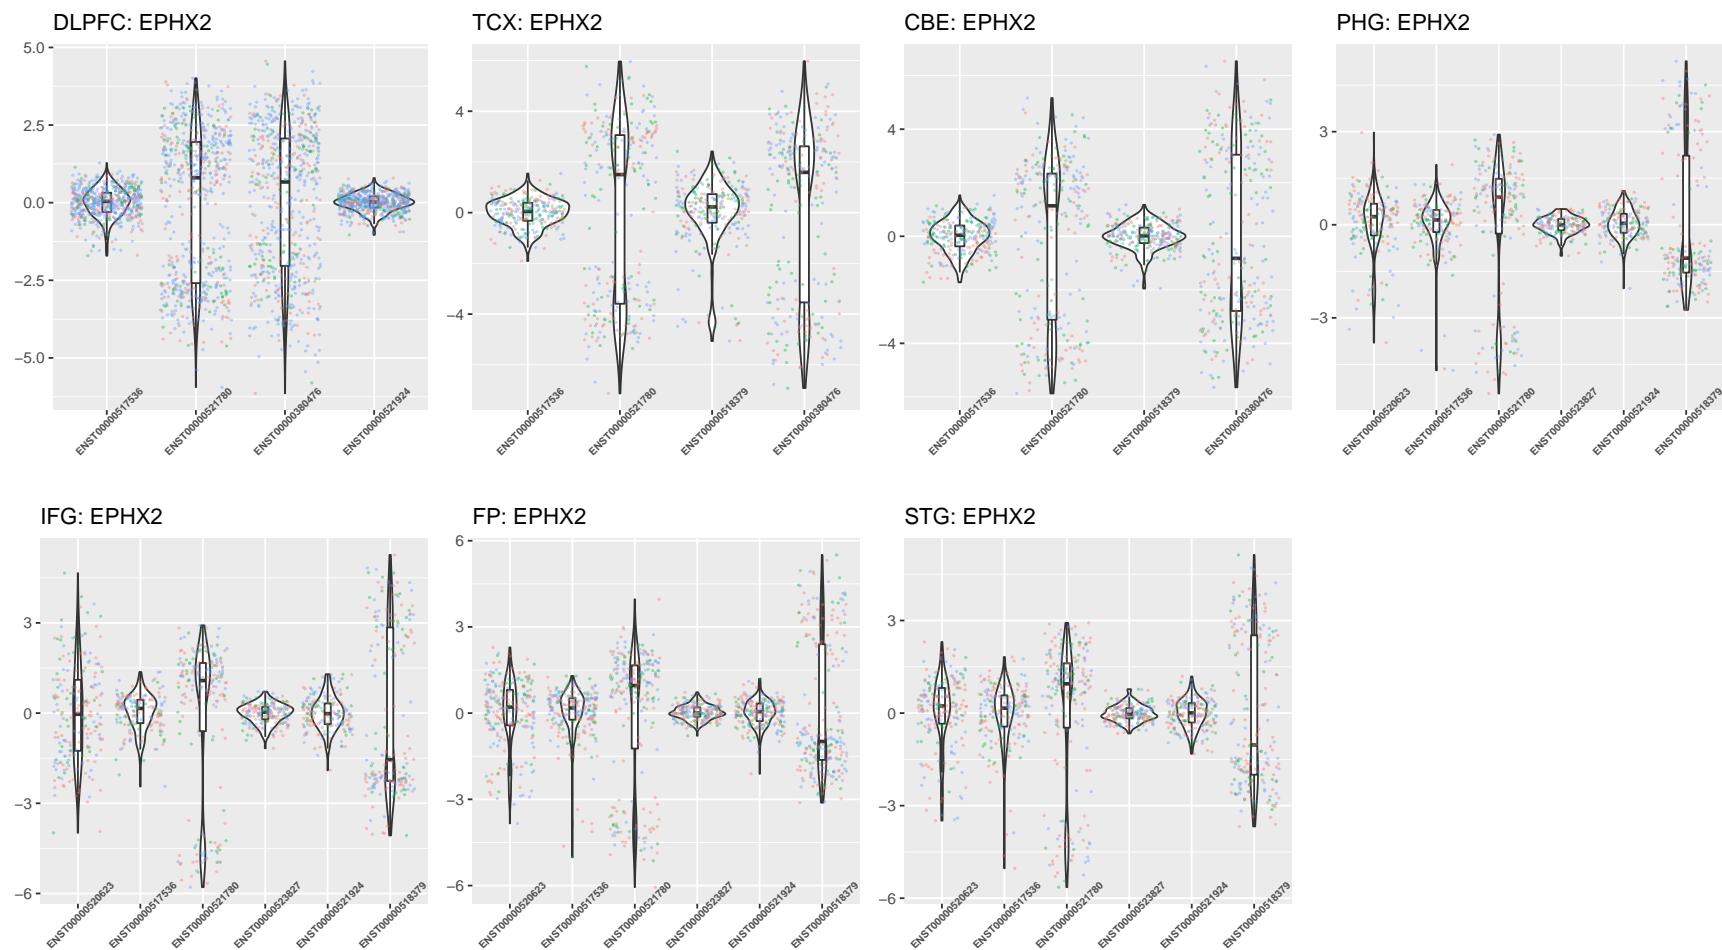 DLPFC: EPHX2
TCX: EPHX2
CBE: EPHX2
PHG: EPHX2
5.0
2.5
0.0
−2.5
−5.0
4
0
−4
4
0
−4
3
0
−3
ENST00000517536
ENST00000521780
ENST00000380476
ENST00000521924
ENST00000517536
ENST00000521780
ENST00000518379
ENST00000380476
ENST00000517536
ENST00000521780
ENST00000518379
ENST00000380476
ENST00000520623
ENST00000517536
ENST00000521780
ENST00000523827
ENST00000521924
ENST00000518379
IFG: EPHX2
FP: EPHX2
STG: EPHX2
3
0
−3
−6
6
3
0
−3
−6
3
0
−3
−6
ENST00000520623
ENST00000517536
ENST00000521780
ENST00000523827
ENST00000521924
ENST00000518379
ENST00000520623
ENST00000517536
ENST00000521780
ENST00000523827
ENST00000521924
ENST00000518379
ENST00000520623
ENST00000517536
ENST00000521780
ENST00000523827
ENST00000521924
ENST00000518379